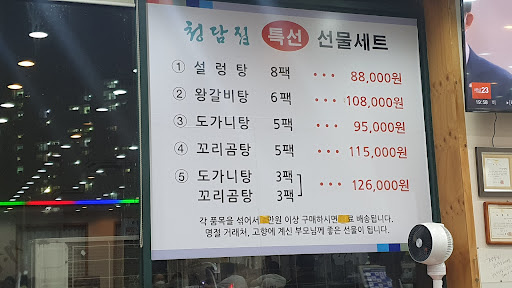 청담집 특선 선물세트
① 설렁탕 8팩 ··· 88,000원
② 왕갈비탕 6팩 ··· 108,000원
③ 도가니탕 5팩 ··· 95,000원
④ 꼬리곰탕 5팩 ··· 115,000원
⑤ 도가니탕 3팩
꼬리곰탕 3팩 ··· 126,000원
각 품목을 섞어서 만원 이상 구매하시면 료 배송됩니다.
명절 거래처, 고향에 계신 부모님께 좋은 선물이 됩니다.
23
19:58